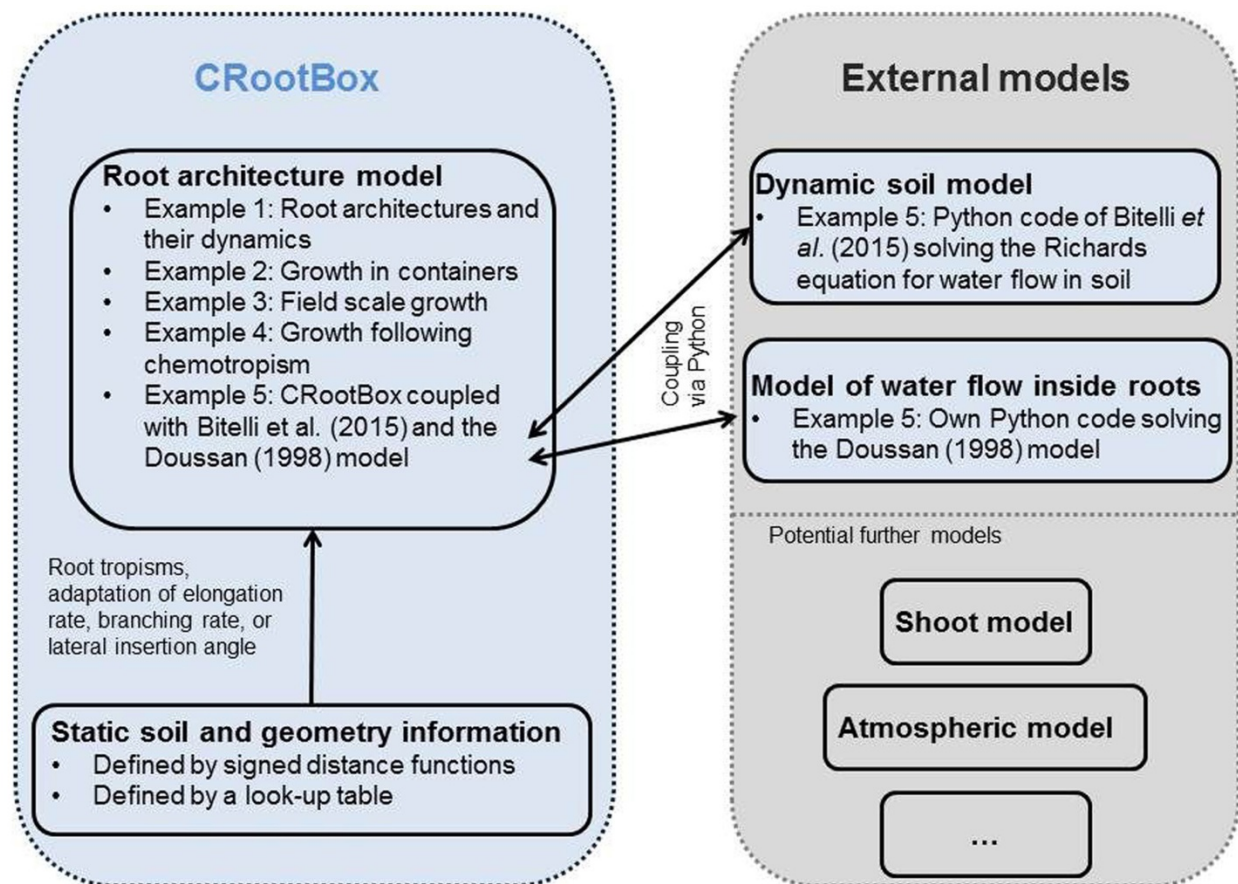 CRootBox
Root architecture model
• Example 1: Root architectures and
their dynamics
• Example 2: Growth in containers
• Example 3: Field scale growth
• Example 4: Growth following
chemotropism
• Example 5: CRootBox coupled
with Bitelli et al. (2015) and the
Doussan (1998) model
Root tropisms,
adaptation of elongation
rate, branching rate, or
lateral insertion angle
Static soil and geometry information
• Defined by signed distance functions
• Defined by a look-up table
Coupling
via Python
External models
Dynamic soil model
• Example 5: Python code of Bitelli et
al. (2015) solving the Richards
equation for water flow in soil
Model of water flow inside roots
• Example 5: Own Python code solving
the Doussan (1998) model
Potential further models
Shoot model
Atmospheric model
...